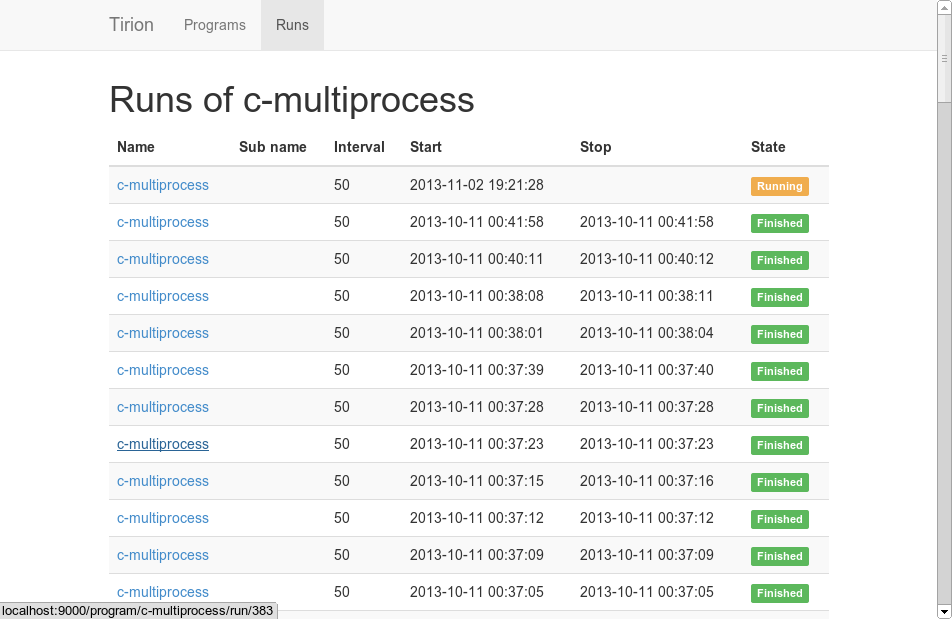 Tirion Programs Runs
Runs of c-multiprocess
Name Sub name Interval Start Stop State
c-multiprocess 50 2013-11-02 19:21:28 Running
c-multiprocess 50 2013-10-11 00:41:58 2013-10-11 00:41:58 Finished
c-multiprocess 50 2013-10-11 00:40:11 2013-10-11 00:40:12 Finished
c-multiprocess 50 2013-10-11 00:38:08 2013-10-11 00:38:11 Finished
c-multiprocess 50 2013-10-11 00:38:01 2013-10-11 00:38:04 Finished
c-multiprocess 50 2013-10-11 00:37:39 2013-10-11 00:37:40 Finished
c-multiprocess 50 2013-10-11 00:37:28 2013-10-11 00:37:28 Finished
c-multiprocess 50 2013-10-11 00:37:23 2013-10-11 00:37:23 Finished
c-multiprocess 50 2013-10-11 00:37:15 2013-10-11 00:37:16 Finished
c-multiprocess 50 2013-10-11 00:37:12 2013-10-11 00:37:12 Finished
c-multiprocess 50 2013-10-11 00:37:09 2013-10-11 00:37:09 Finished
c-multiprocess 50 2013-10-11 00:37:05 2013-10-11 00:37:05 Finished
localhost:9000/program/c-multiprocess/run/383